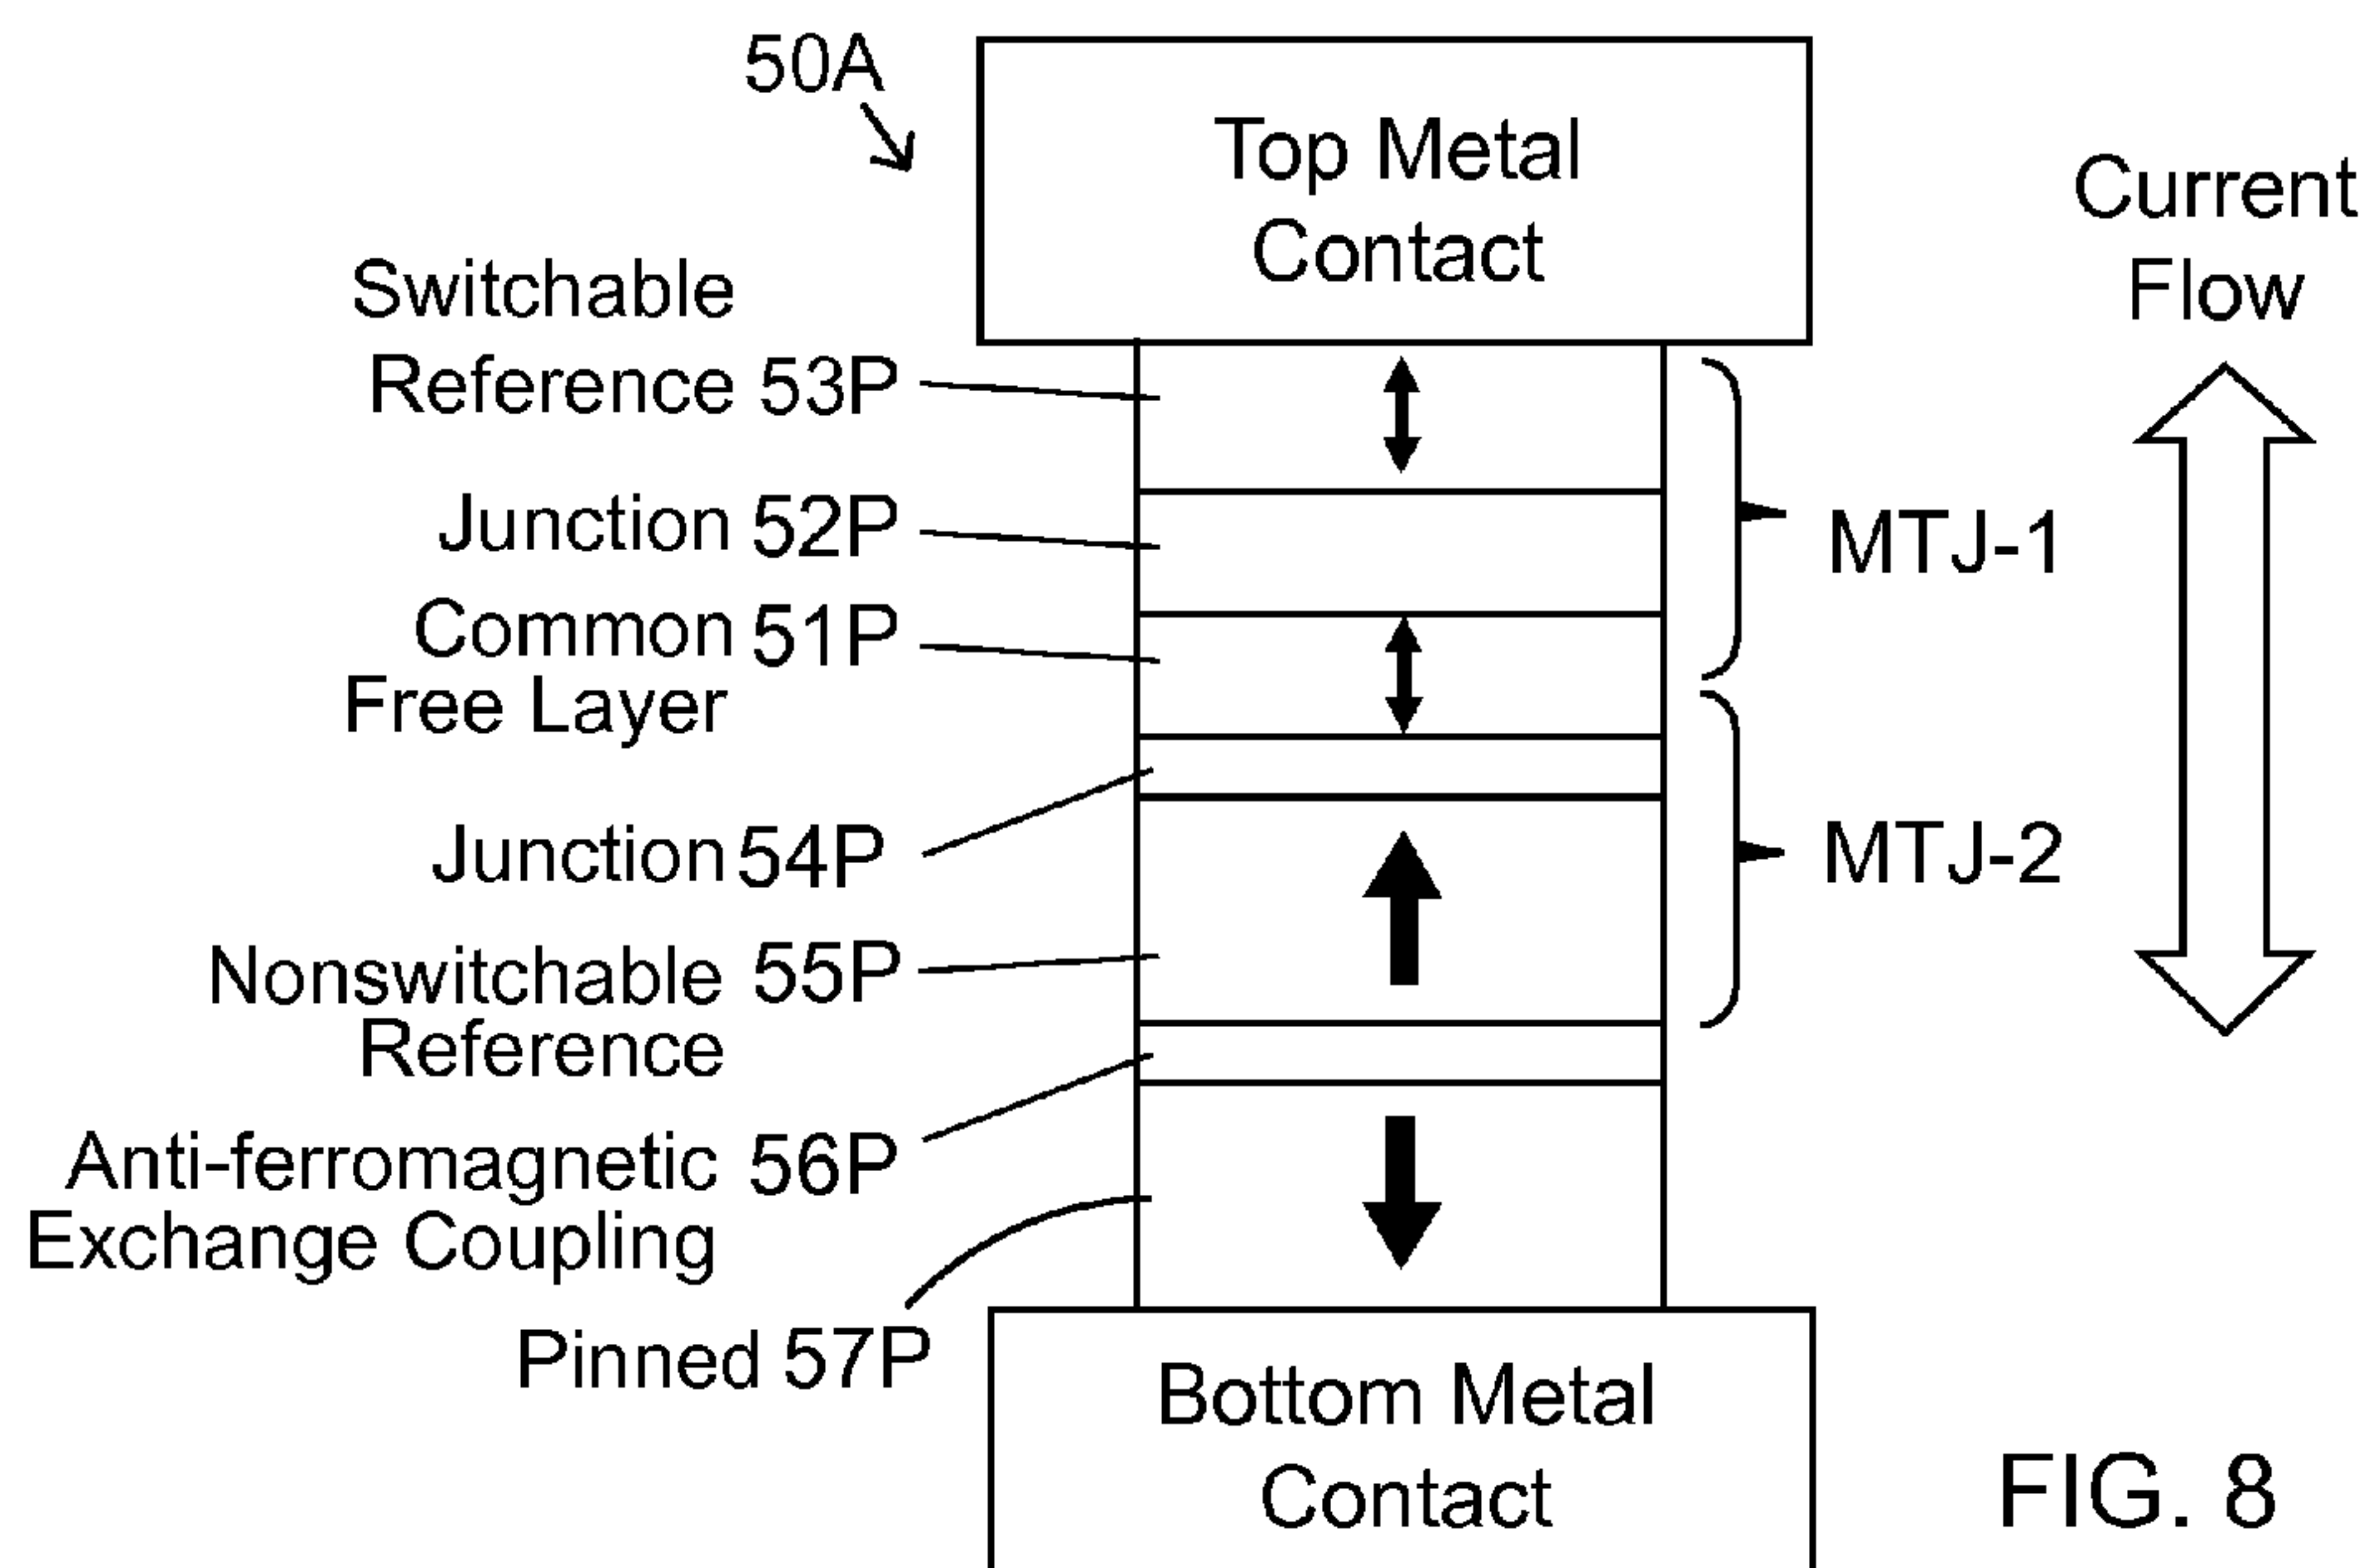 50A
Top Metal
Contact
Current
Flow
Switchable
Reference 53P
Junction 52P
MTJ-1
Common 51P
Free Layer
Junction 54P
MTJ-2
Nonswitchable 55P
Reference
Anti-ferromagnetic 56P
Exchange Coupling
Pinned 57P
Bottom Metal
Contact
FIG. 8